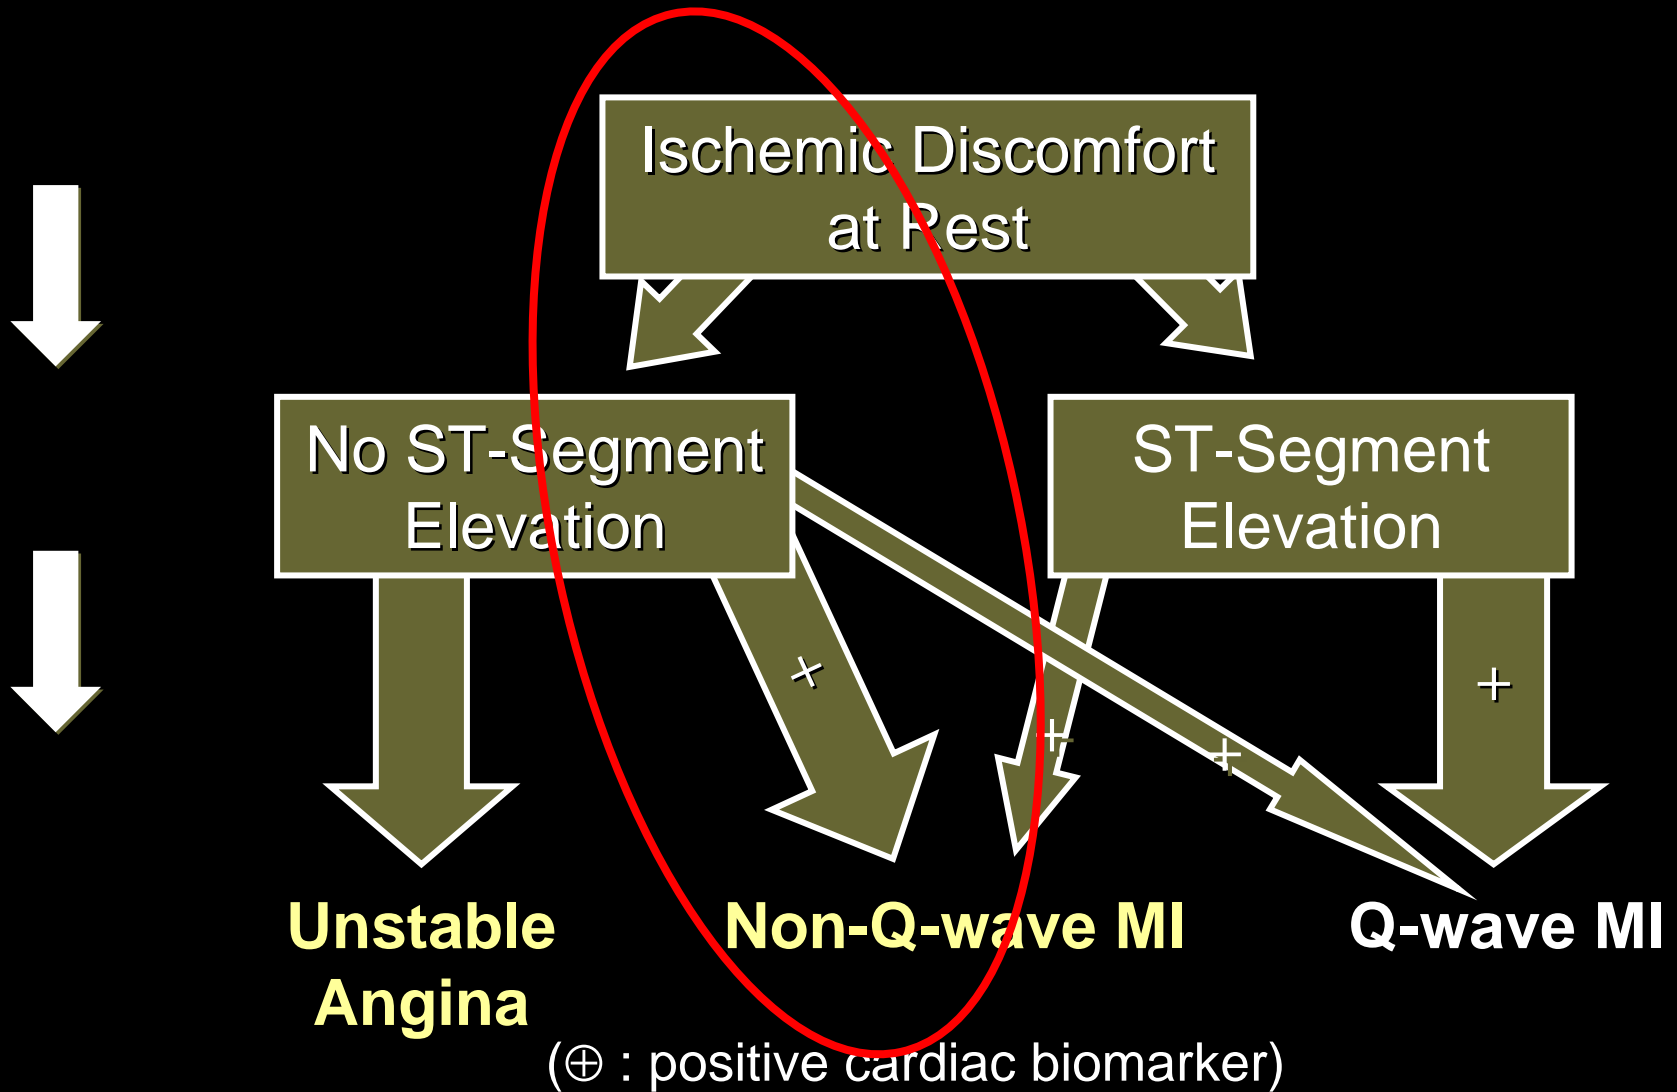 Ischemic Discomfort
at Rest
No ST-Segment
Elevation
ST-Segment
Elevation
+
+
+
+
Unstable
Angina
Non-Q-wave MI
Q-wave MI
(⊕ : positive cardiac biomarker)